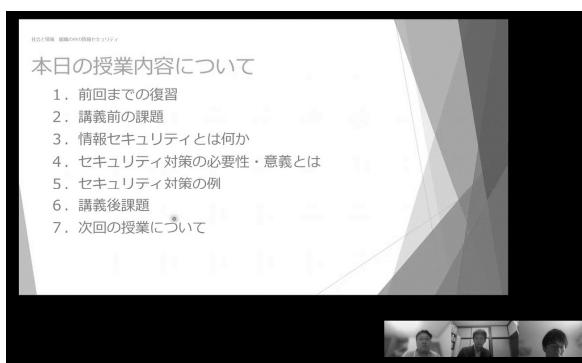 社会と情報 組織の中の情報セキュリティ
本日の授業内容について
１．前回までの復習
２．講義前の課題
３．情報セキュリティとは何か
４．セキュリティ対策の必要性・意義とは
５．セキュリティ対策の例
６．講義後課題
７．次回の授業について